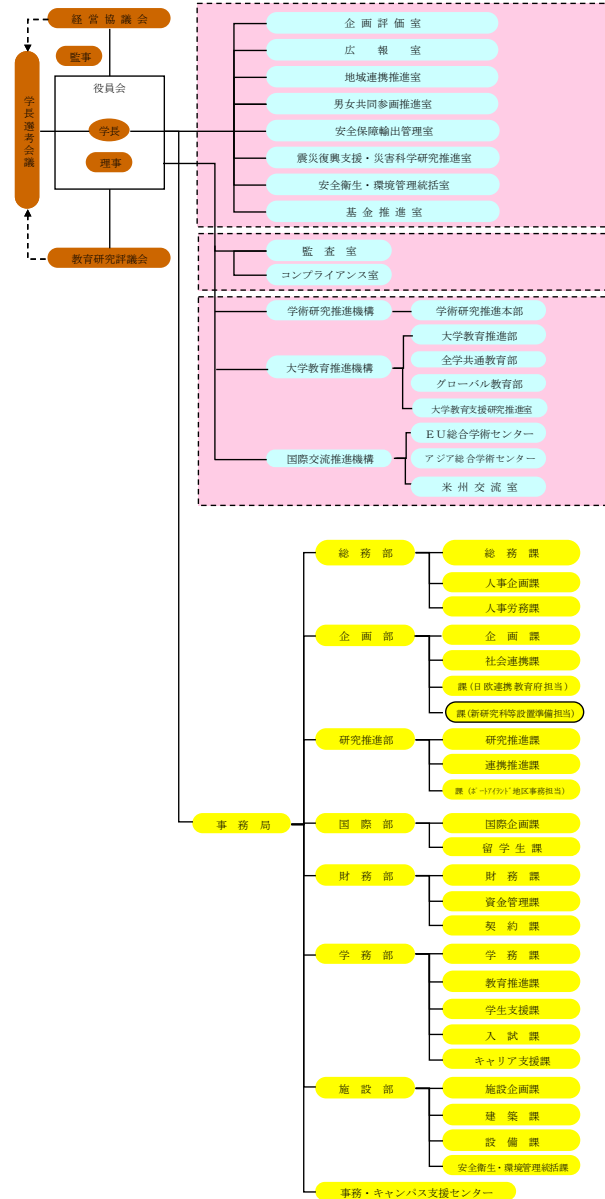 経営協議会
監事
役員会
学長
理事
学長選考会議
教育研究評議会
企画評価室
広報室
地域連携推進室
男女共同参画推進室
安全保障輸出管理室
震災復興支援・災害科学研究推進室
安全衛生・環境管理統括室
基金推進室
監査室
コンプライアンス室
学術研究推進機構
学術研究推進本部
大学教育推進機構
大学教育推進部
全学共通教育部
グローバル教育部
大学教育支援研究推進室
国際交流推進機構
EU総合学術センター
アジア総合学術センター
米州交流室
事務局
総務部
総務課
人事企画課
人事労務課
企画部
企画課
社会連携課
課(日欧連携教育府担当)
課(新研究科等設置準備担当)
研究推進部
研究推進課
連携推進課
課(ポートアイランド地区事務担当)
国際部
国際企画課
留学生課
財務部
財務課
資金管理課
契約課
学務部
学務課
教育推進課
学生支援課
入試課
キャリア支援課
施設部
施設企画課
建築課
設備課
安全衛生・環境管理統括課
事務・キャンパス支援センター